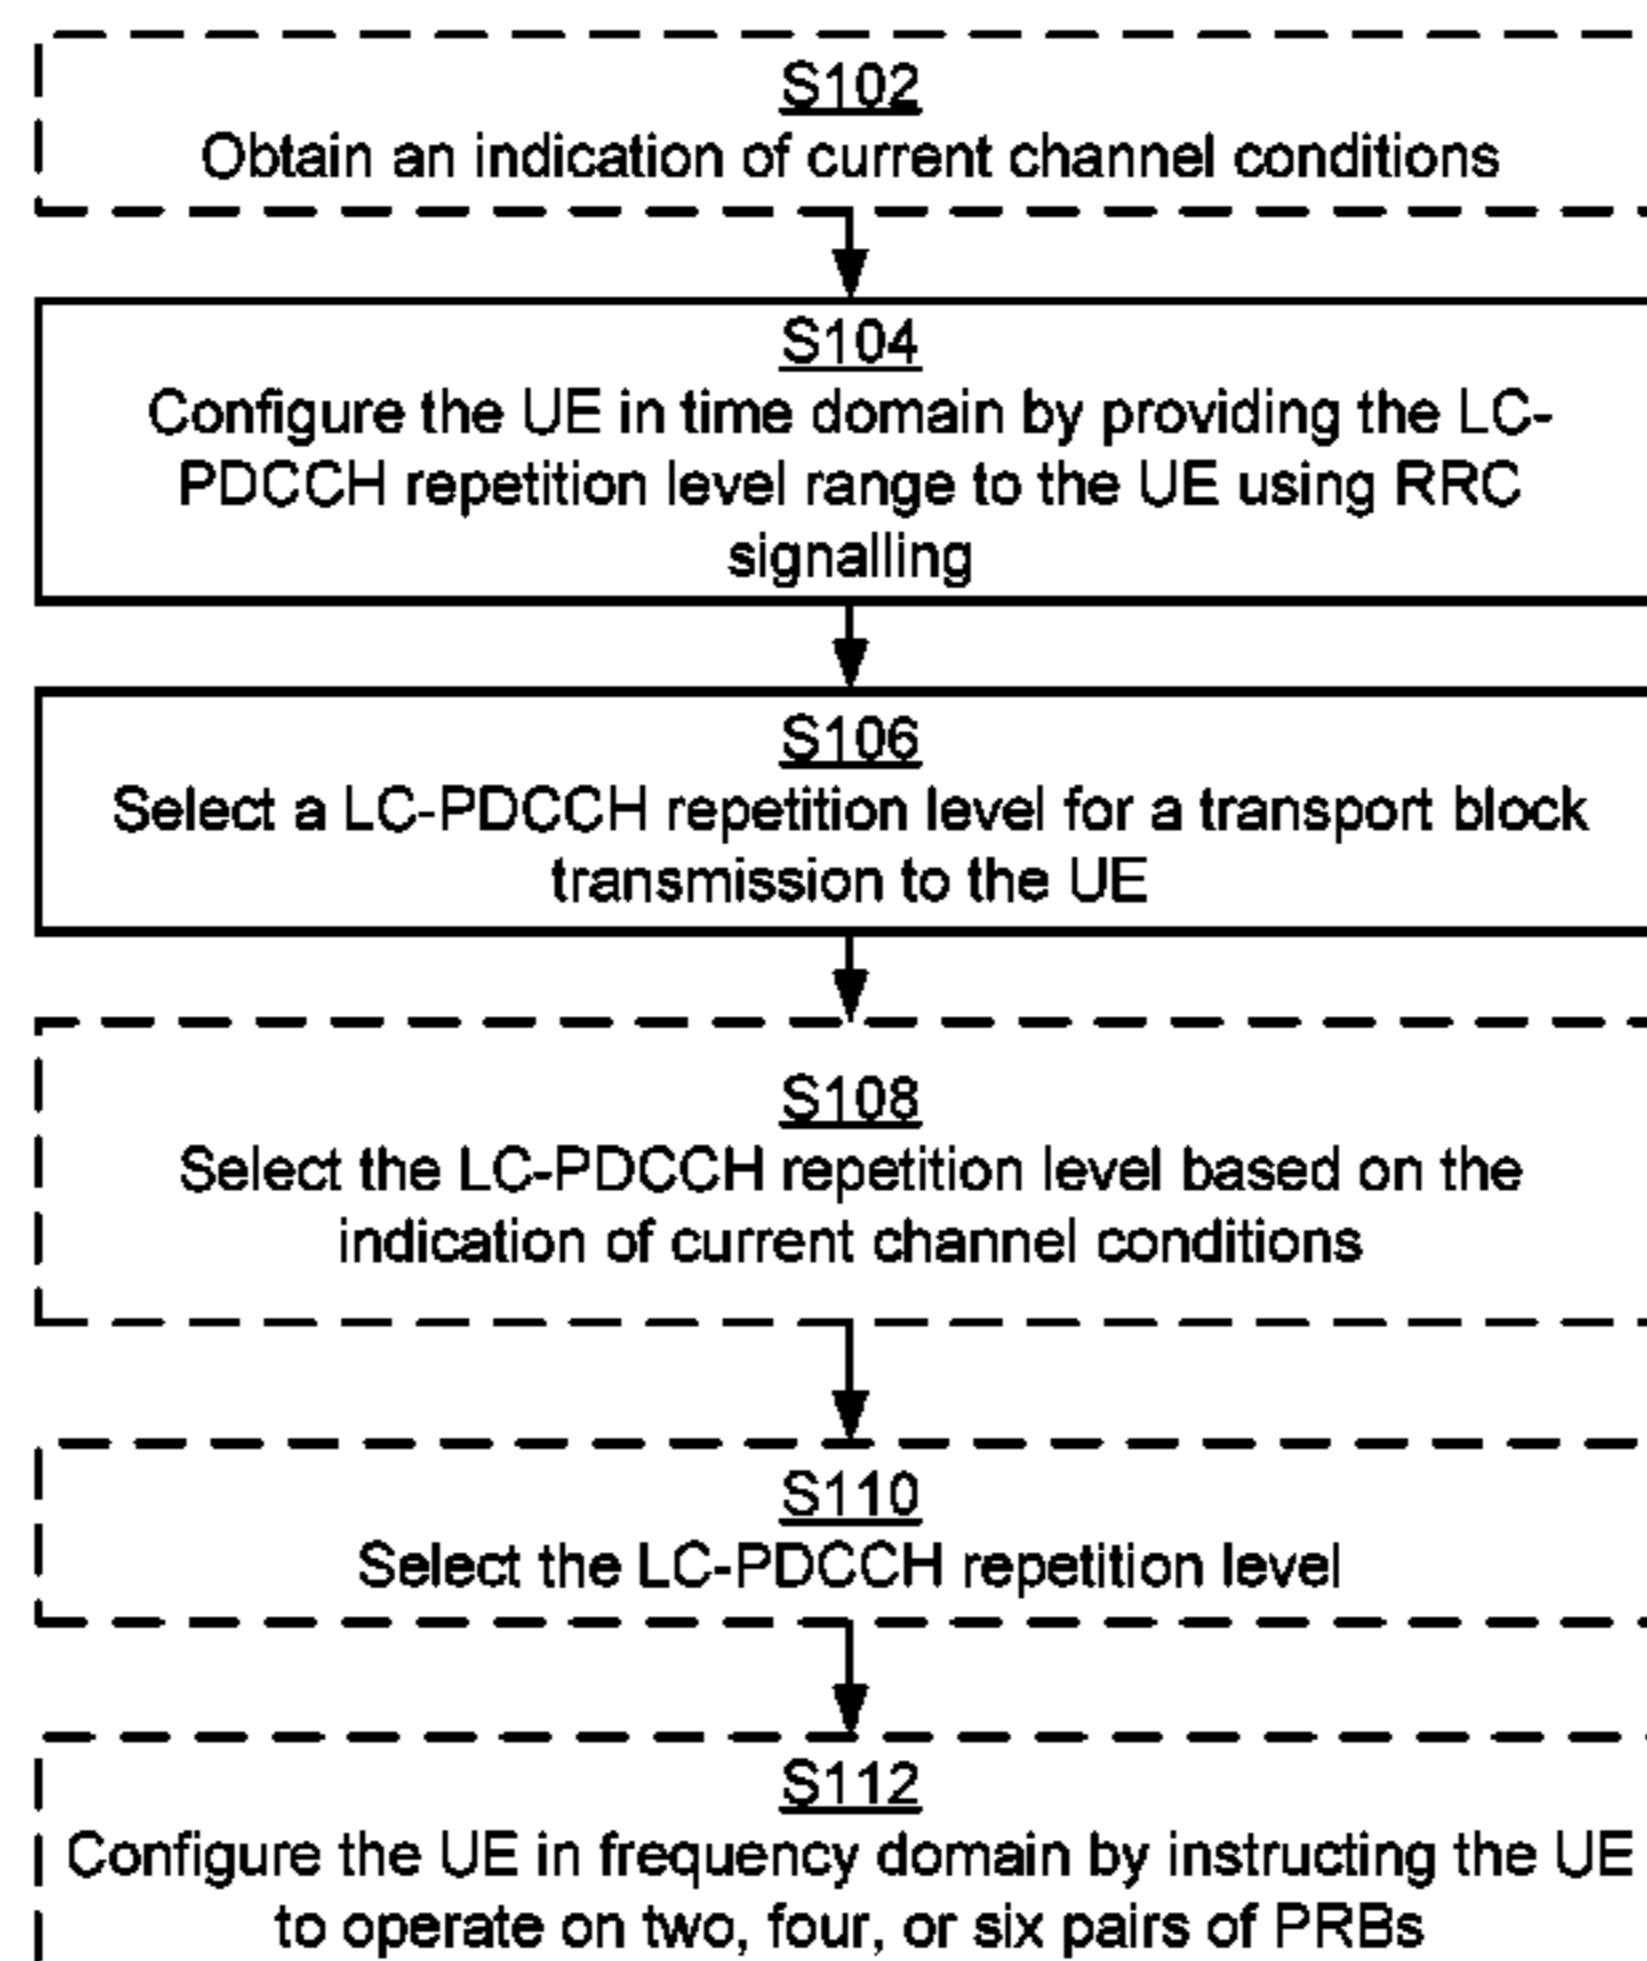 S102
Obtain an indication of current channel conditions
S104
Configure the UE in time domain by providing the LC-
PDCCH repetition level range to the UE using RRC
signalling
S106
Select a LC-PDCCH repetition level for a transport block
transmission to the UE
S108
Select the LC-PDCCH repetition level based on the
indication of current channel conditions
S110
Select the LC-PDCCH repetition level
S112
Configure the UE in frequency domain by instructing the UE
to operate on two, four, or six pairs of PRBs